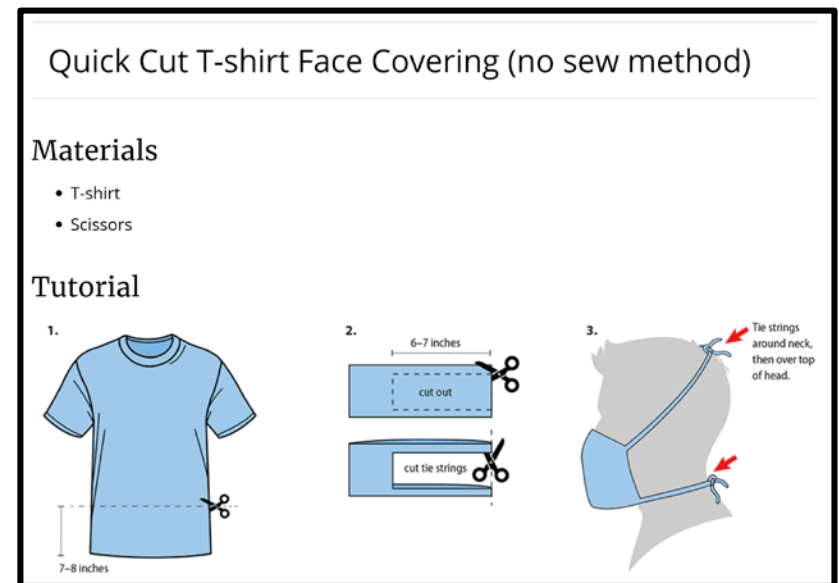 Quick Cut T-shirt Face Covering (no sew method)
Materials
• T-shirt
• Scissors
Tutorial
1.
7–8 inches
2.
6–7 inches
cut out
cut tie strings
3.
Tie strings
around neck,
then over top
of head.